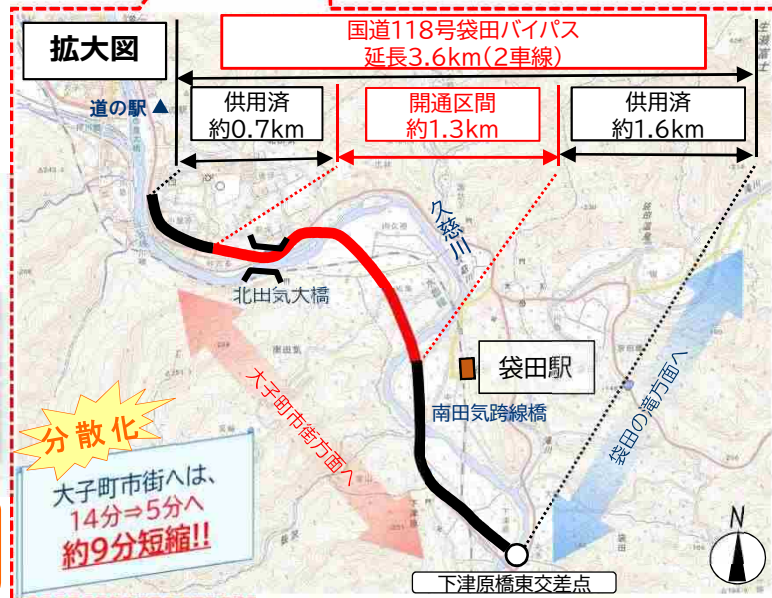 拡大図
国道118号袋田バイパス
延長3.6km(2車線)
道の駅 ▲
供用済
約0.7km
開通区間
約1.3km
供用済
約1.6km
久慈川
北田気大橋
袋田駅
南田気跨線橋
大子町市街方面へ
袋田の滝方面へ
分散化
大子町市街へは、
14分⇒5分へ
約9分短縮!!
下津原橋東交差点
N